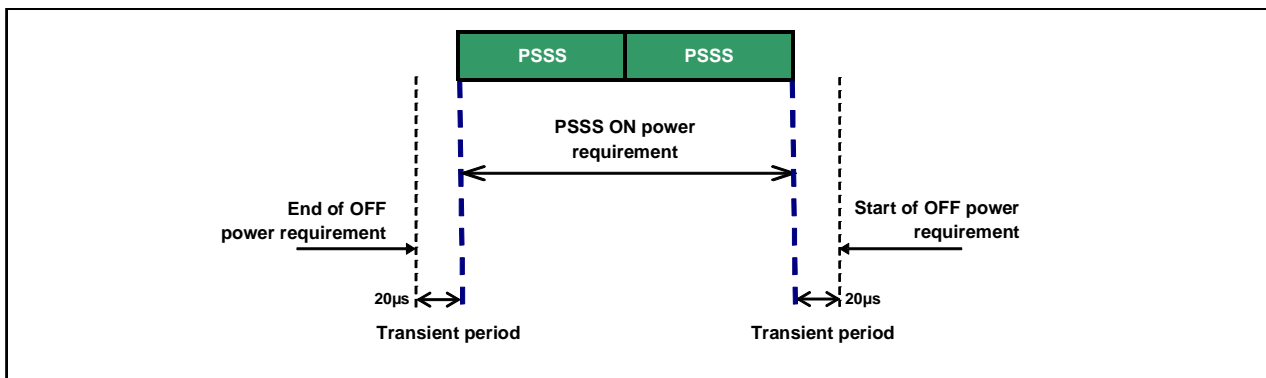 PSSS PSSS
PSSS ON power
requirement
End of OFF
power requirement
Start of OFF power
requirement
20µs
20µs
Transient period
Transient period